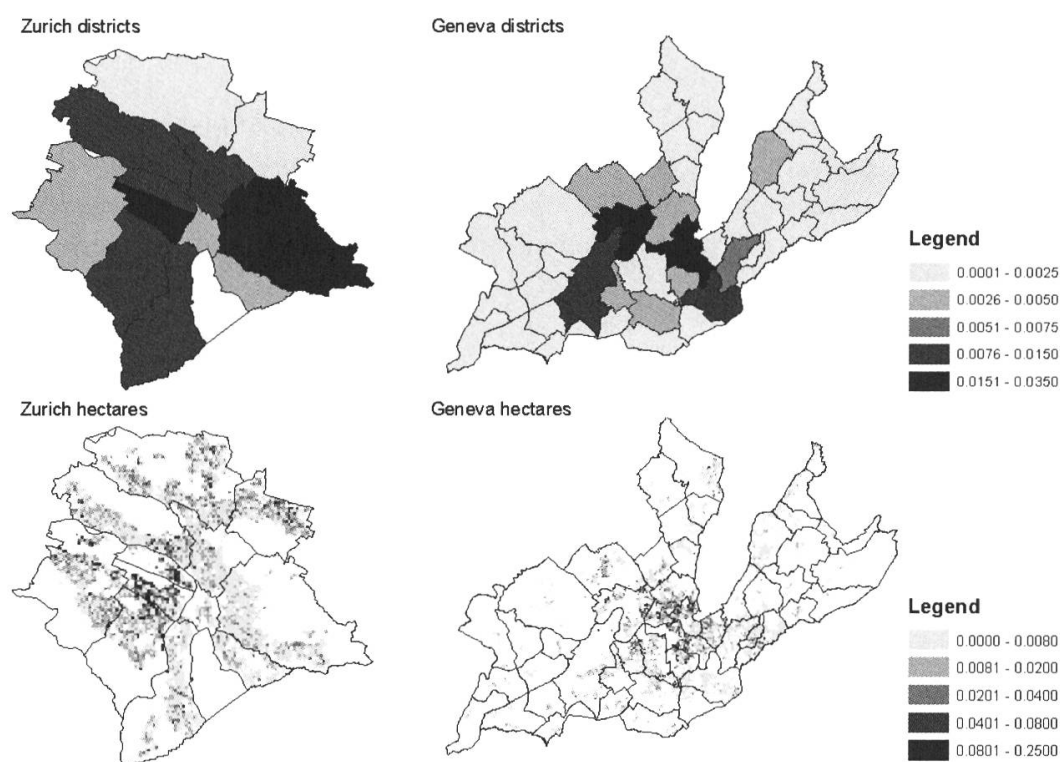 Zurich districts
Geneva districts
Legend
0.0001 - 0.0025
0.0026 - 0.0050
0.0051 - 0.0075
0.0076 - 0.0150
0.0151 - 0.0350
Zurich hectares
Geneva hectares
Legend
0.0000 - 0.0080
0.0081 - 0.0200
0.0201 - 0.0400
0.0401 - 0.0800
0.0801 - 0.2500